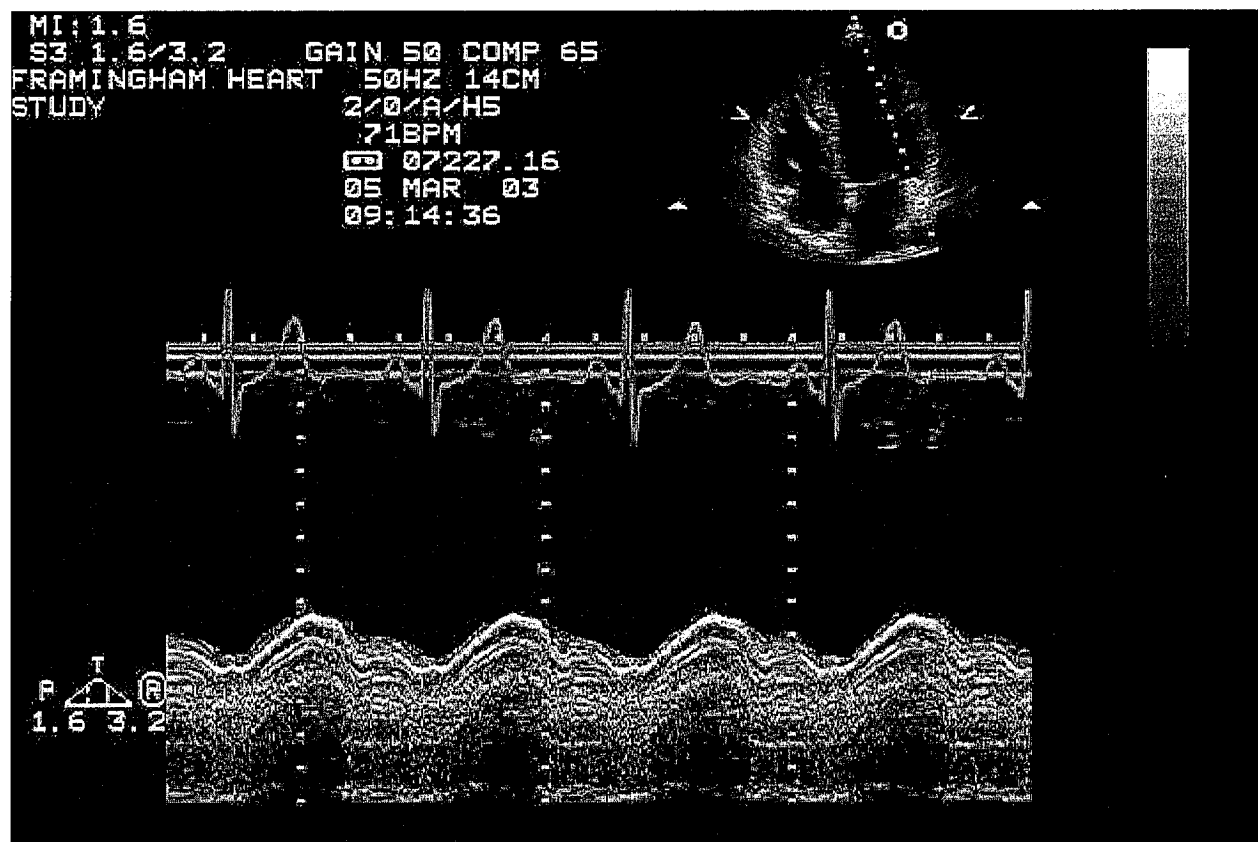 MI:1.6
S3 1.6/3.2 GAIN 50 COMP 65
FRAMINGHAM HEART 50HZ 14CM
STUDY 2/0/A/H5
71BPM
07227.16
05 MAR 03
09:14:36
T
P R
1.6 3.2